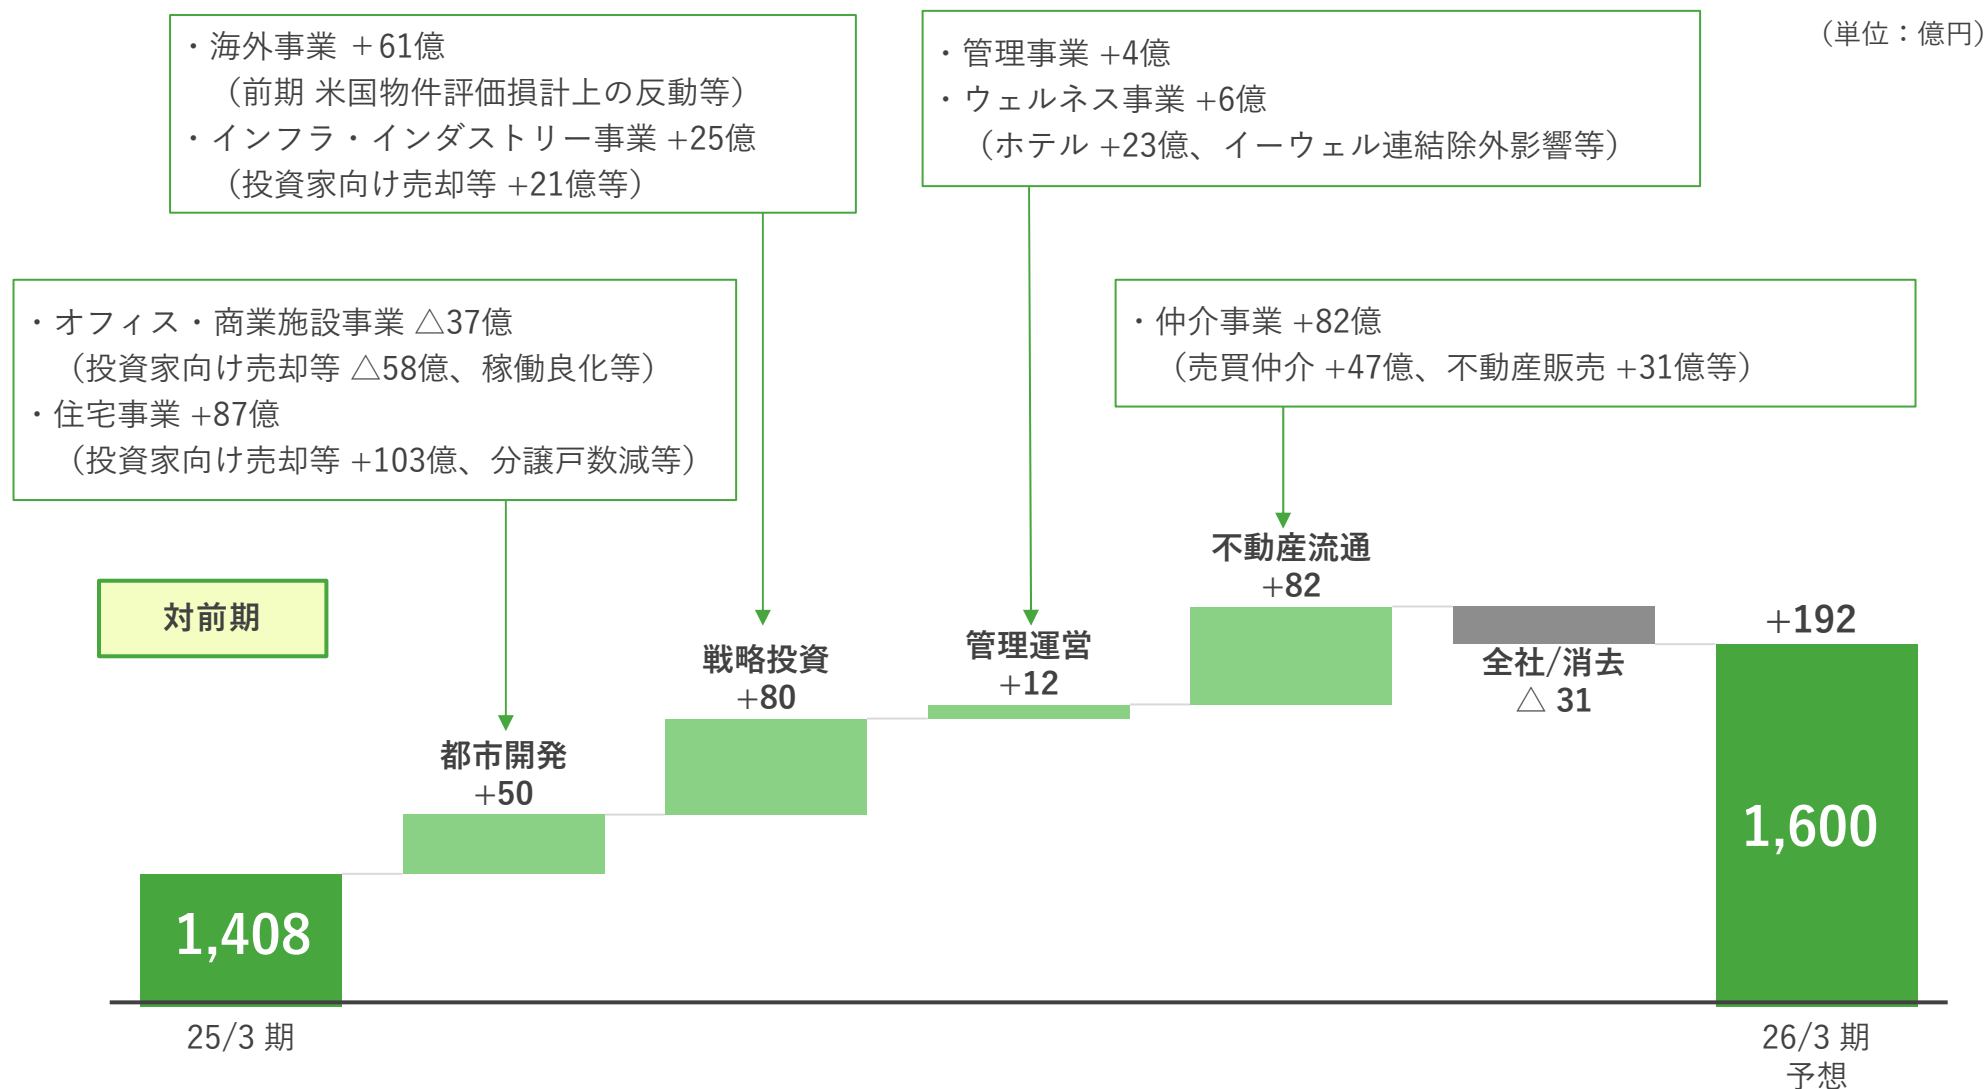 (単位：億円)
・海外事業 +61億
（前期 米国物件評価損計上の反動等）
・インフラ・インダストリー事業 +25億
（投資家向け売却等 +21億等）
・管理事業 +4億
・ウェルネス事業 +6億
（ホテル +23億、イーウェル連結除外影響等）
・オフィス・商業施設事業 △37億
（投資家向け売却等 △58億、稼働良化等）
・住宅事業 +87億
（投資家向け売却等 +103億、分譲戸数減等）
・仲介事業 +82億
（売買仲介 +47億、不動産販売 +31億等）
対前期
1,408
25/3 期
都市開発
+50
戦略投資
+80
管理運営
+12
不動産流通
+82
全社/消去
△ 31
+192
1,600
26/3 期
予想